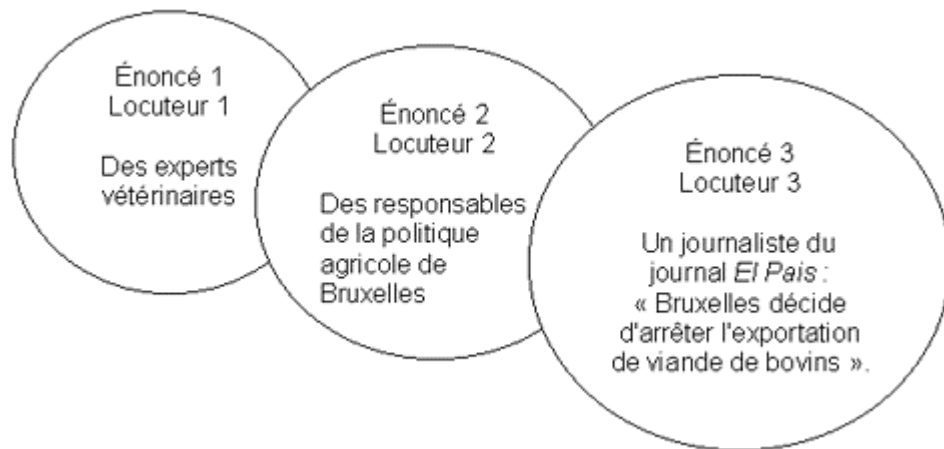 Énoncé 1
Locuteur 1
Des experts
vétérinaires
Énoncé 2
Locuteur 2
Des responsables
de la politique
agricole de
Bruxelles
Énoncé 3
Locuteur 3
Un journaliste du
journal El Pais :
« Bruxelles décide
d'arrêter l'exportation
de viande de bovins ».